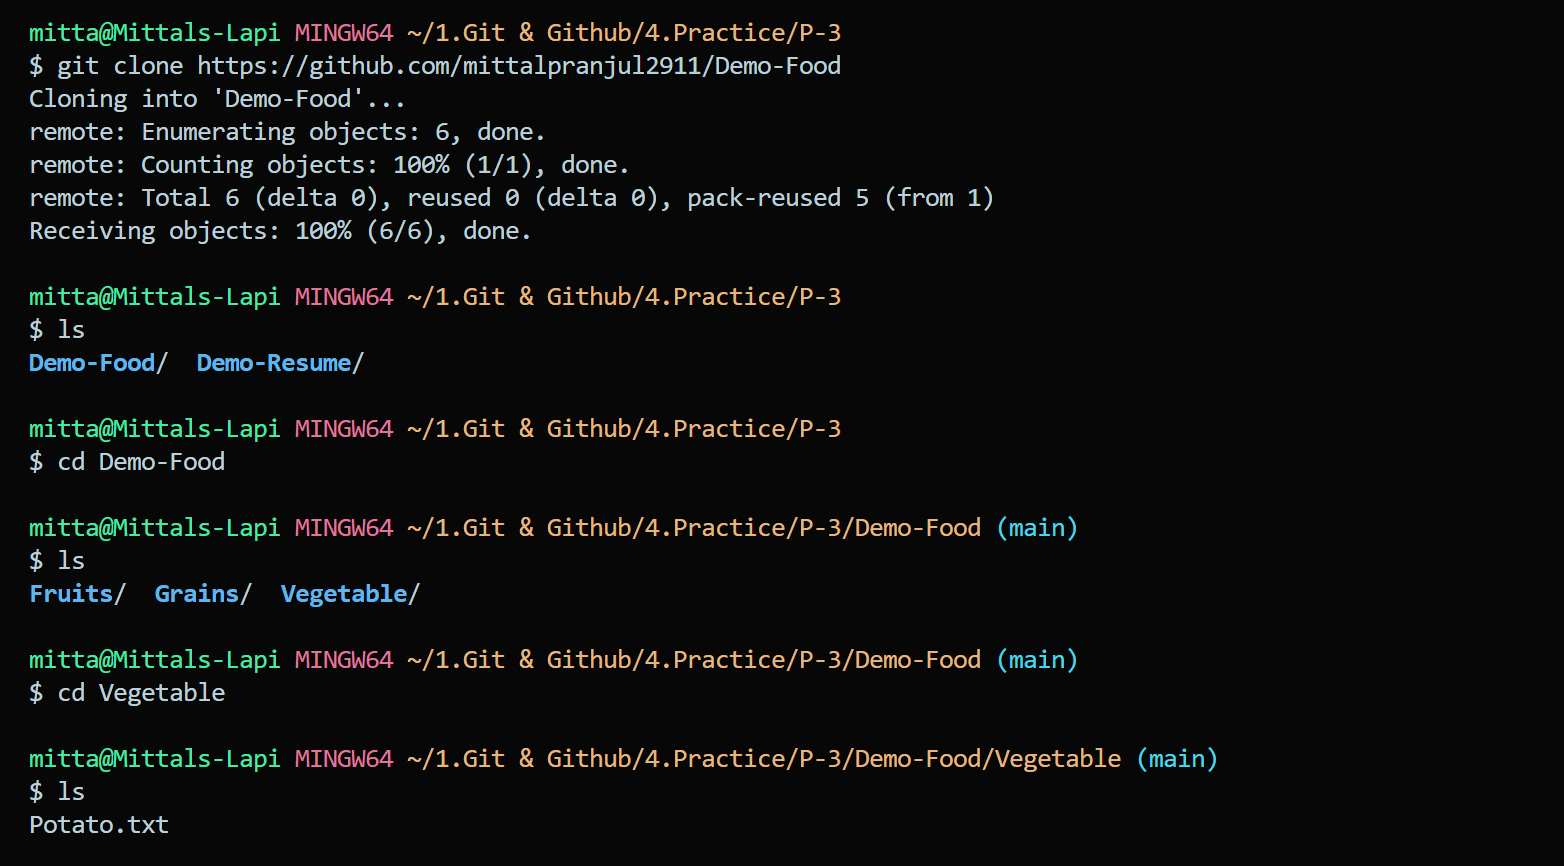 mitta@Mittals-Lapi MINGW64 ~/1.Git & Github/4.Practice/P-3
$ git clone https://github.com/mittalpranjul2911/Demo-Food
Cloning into 'Demo-Food'...
remote: Enumerating objects: 6, done.
remote: Counting objects: 100% (1/1), done.
remote: Total 6 (delta 0), reused 0 (delta 0), pack-reused 5 (from 1)
Receiving objects: 100% (6/6), done.

mitta@Mittals-Lapi MINGW64 ~/1.Git & Github/4.Practice/P-3
$ ls
Demo-Food/  Demo-Resume/

mitta@Mittals-Lapi MINGW64 ~/1.Git & Github/4.Practice/P-3
$ cd Demo-Food

mitta@Mittals-Lapi MINGW64 ~/1.Git & Github/4.Practice/P-3/Demo-Food (main)
$ ls
Fruits/  Grains/  Vegetable/

mitta@Mittals-Lapi MINGW64 ~/1.Git & Github/4.Practice/P-3/Demo-Food (main)
$ cd Vegetable

mitta@Mittals-Lapi MINGW64 ~/1.Git & Github/4.Practice/P-3/Demo-Food/Vegetable (main)
$ ls
Potato.txt